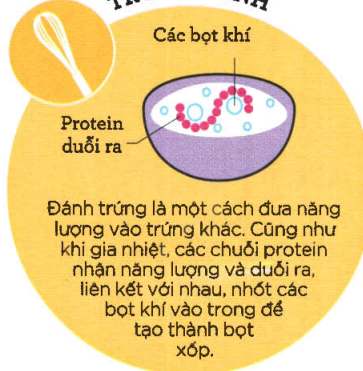 Các bọt khí
Protein
duỗi ra
Đánh trứng là một cách đưa năng
lượng vào trứng khác. Cũng như
khi gia nhiệt, các chuỗi protein
nhận năng lượng và duỗi ra,
liên kết với nhau, nhốt các
bọt khí vào trong để
tạo thành bọt
xốp.